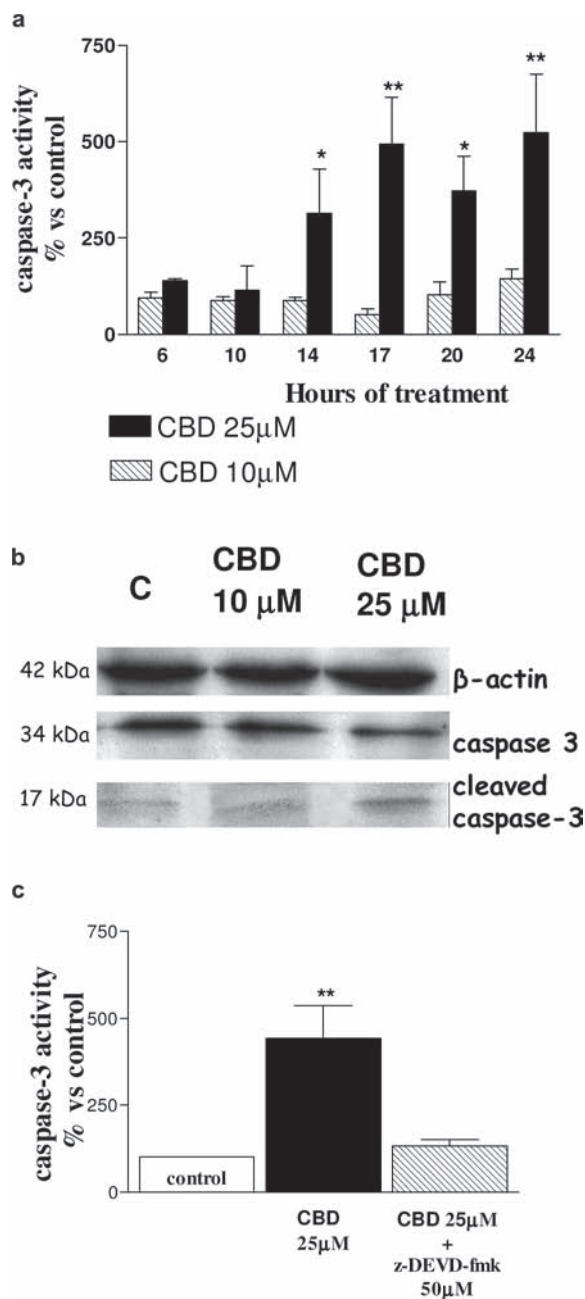 a
750
500
250
0
caspase-3 activity
% vs control
* ** * **
6 10 14 17 20 24
Hours of treatment
CBD 25μM
CBD 10μM
b
C
CBD
10 μM
CBD
25 μM
42 kDa
β-actin
34 kDa
caspase 3
17 kDa
cleaved
caspase-3
c
750
500
250
0
caspase-3 activity
% vs control
**
control
CBD
25μM
CBD 25μM
+
z-DEVD-fmk
50μM